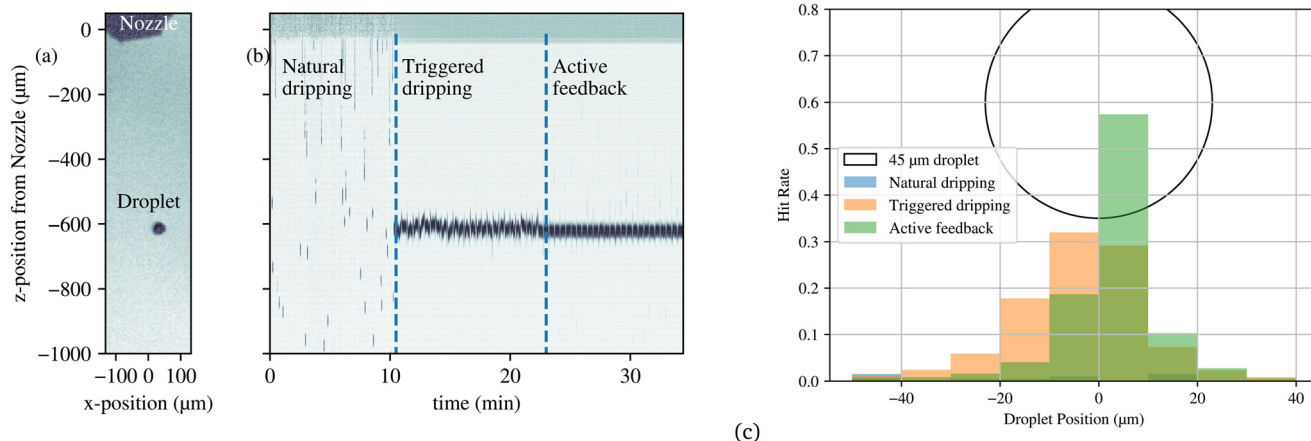 Nozzle
(a)
z-position from Nozzle (μm)
0
−200
−400
−600
−800
−1000
Droplet
−100 0 100
x-position (μm)
(b)
Natural
dripping
Triggered
dripping
Active
feedback
0 10 20 30
time (min)
(c)
Hit Rate
0.8
0.7
0.6
0.5
0.4
0.3
0.2
0.1
0.0
45 μm droplet
Natural dripping
Triggered dripping
Active feedback
−40 −20 0 20 40
Droplet Position (μm)